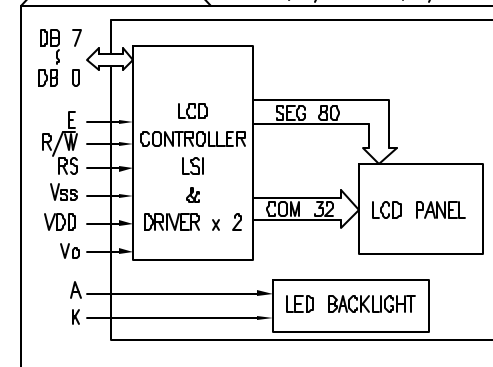 DB 7
DB 0
E
R/W̅
RS
Vss
VDD
Vo
A
K
LCD
CONTROLLER
LSI
&
DRIVER x 2
SEG 80
COM 32
LCD PANEL
LED BACKLIGHT